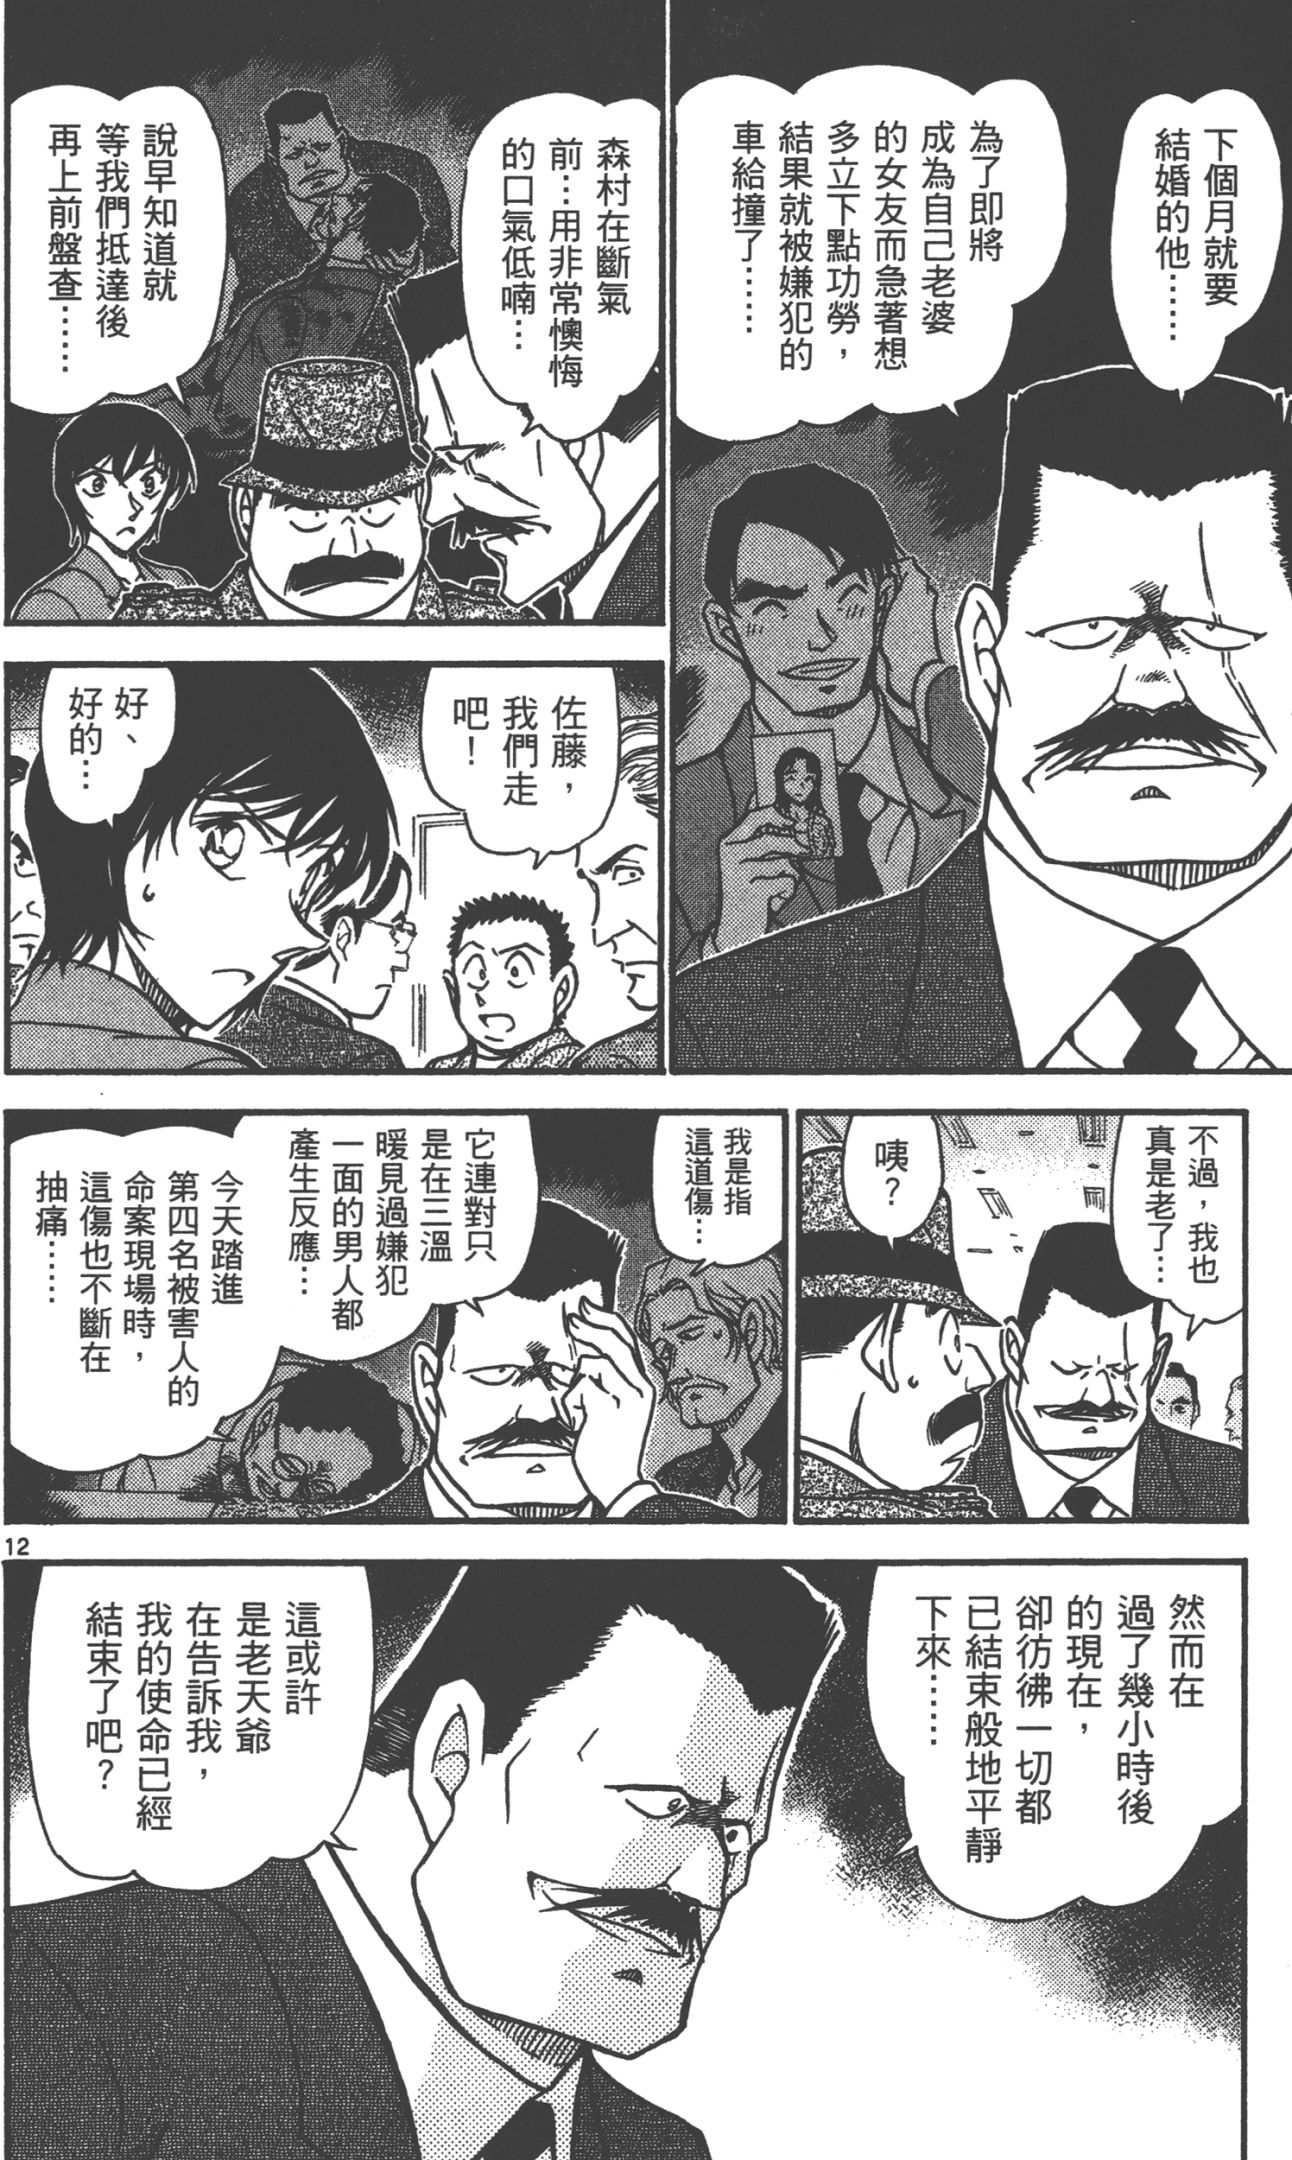 下個月就要
結婚的他……
為了即將
成為自己老婆
的女友而急著想
多立下點功勞，
結果就被嫌犯的
車給撞了……
森村在斷氣
前…用非常懊悔
的口氣低喃…
說早知道就
等我們抵達後
再上前盤查……
佐藤，
我們走
吧！
好、
好的…
不過，我也
真是老了…
咦？
我是指
這道傷…
它連對只
是在三溫
暖見過嫌犯
一面的男人都
產生反應…
今天踏進
第四名被害人的
命案現場時，
這傷也不斷在
抽痛……
12
然而在
過了幾小時後
的現在，
卻彷彿一切都
已結束般地平靜
下來……
這或許
是老天爺
在告訴我，
我的使命已經
結束了吧？